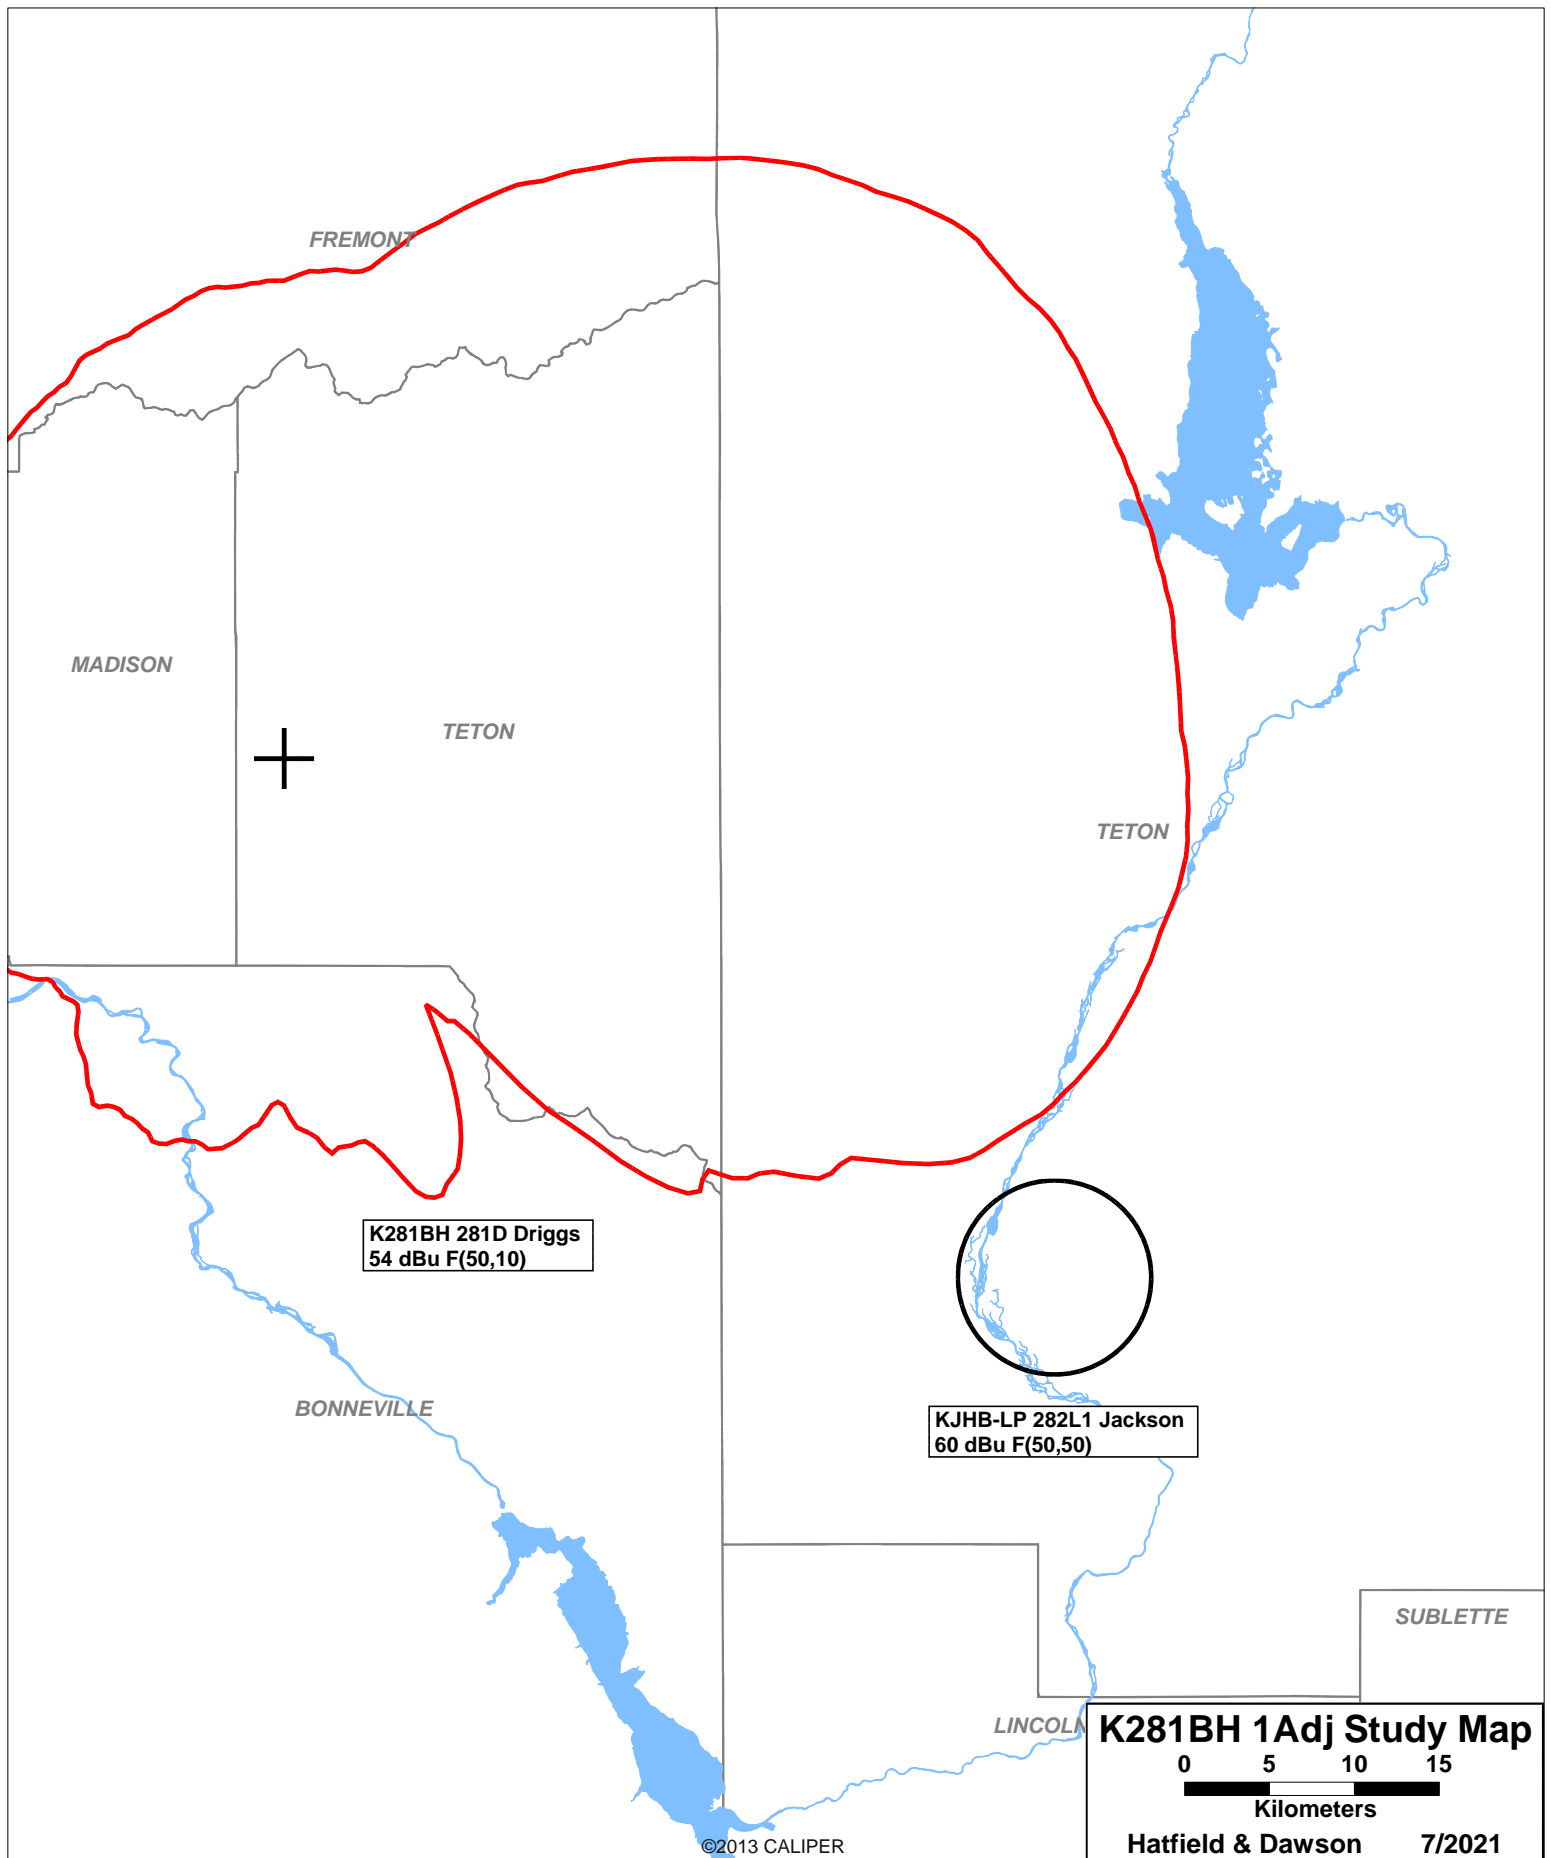 FREMONT
MADISON
TETON
TETON
K281BH 281D Driggs
54 dBu F(50,10)
BONNEVILLE
KJHB-LP 282L1 Jackson
60 dBu F(50,50)
SUBLETTE
LINCOLN
K281BH 1Adj Study Map
0 5 10 15
Kilometers
Hatfield & Dawson 7/2021
©2013 CALIPER